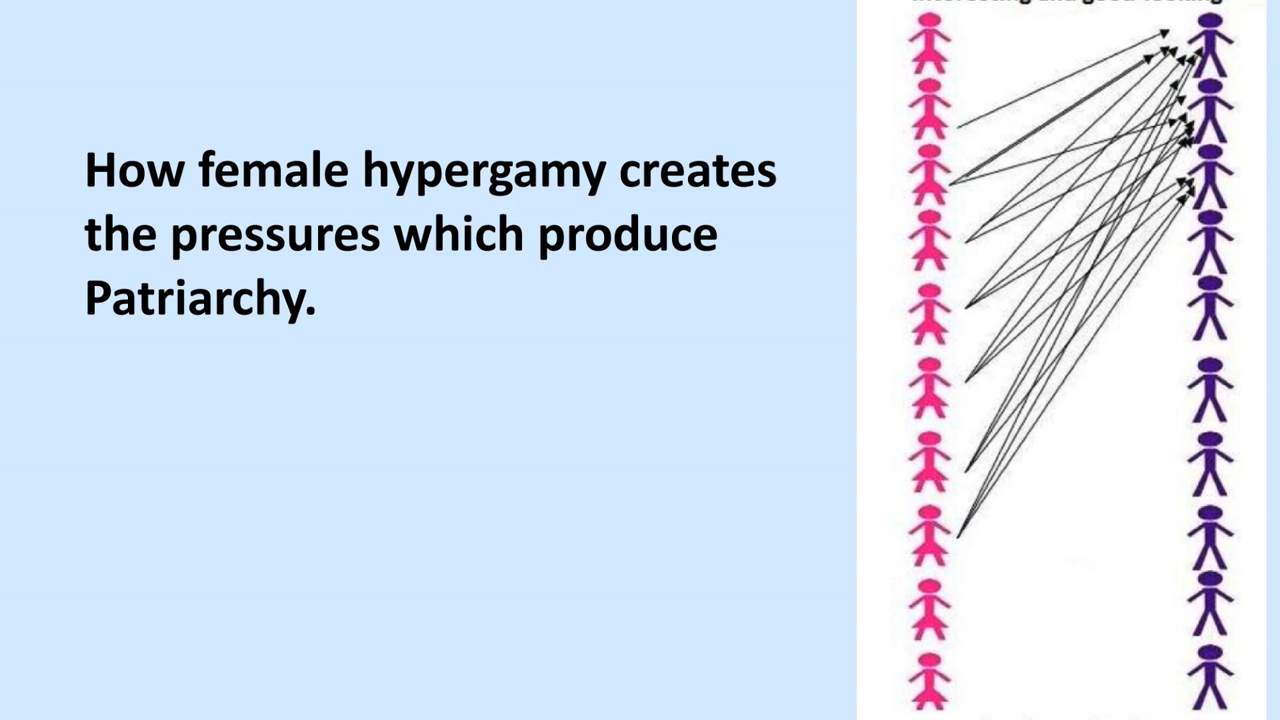 How female hypergamy creates
the pressures which produce
Patriarchy.